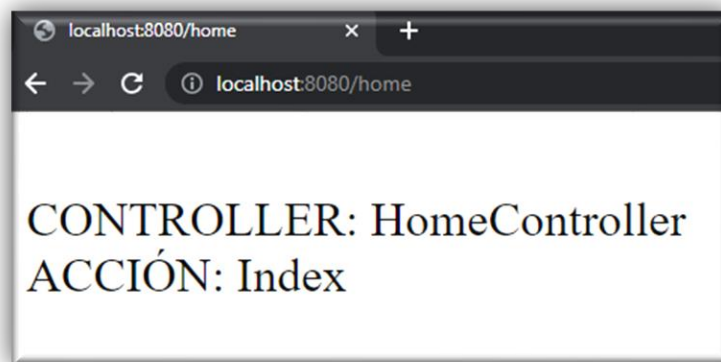 localhost:8080/home
localhost:8080/home
CONTROLLER: HomeController
ACCIÓN: Index